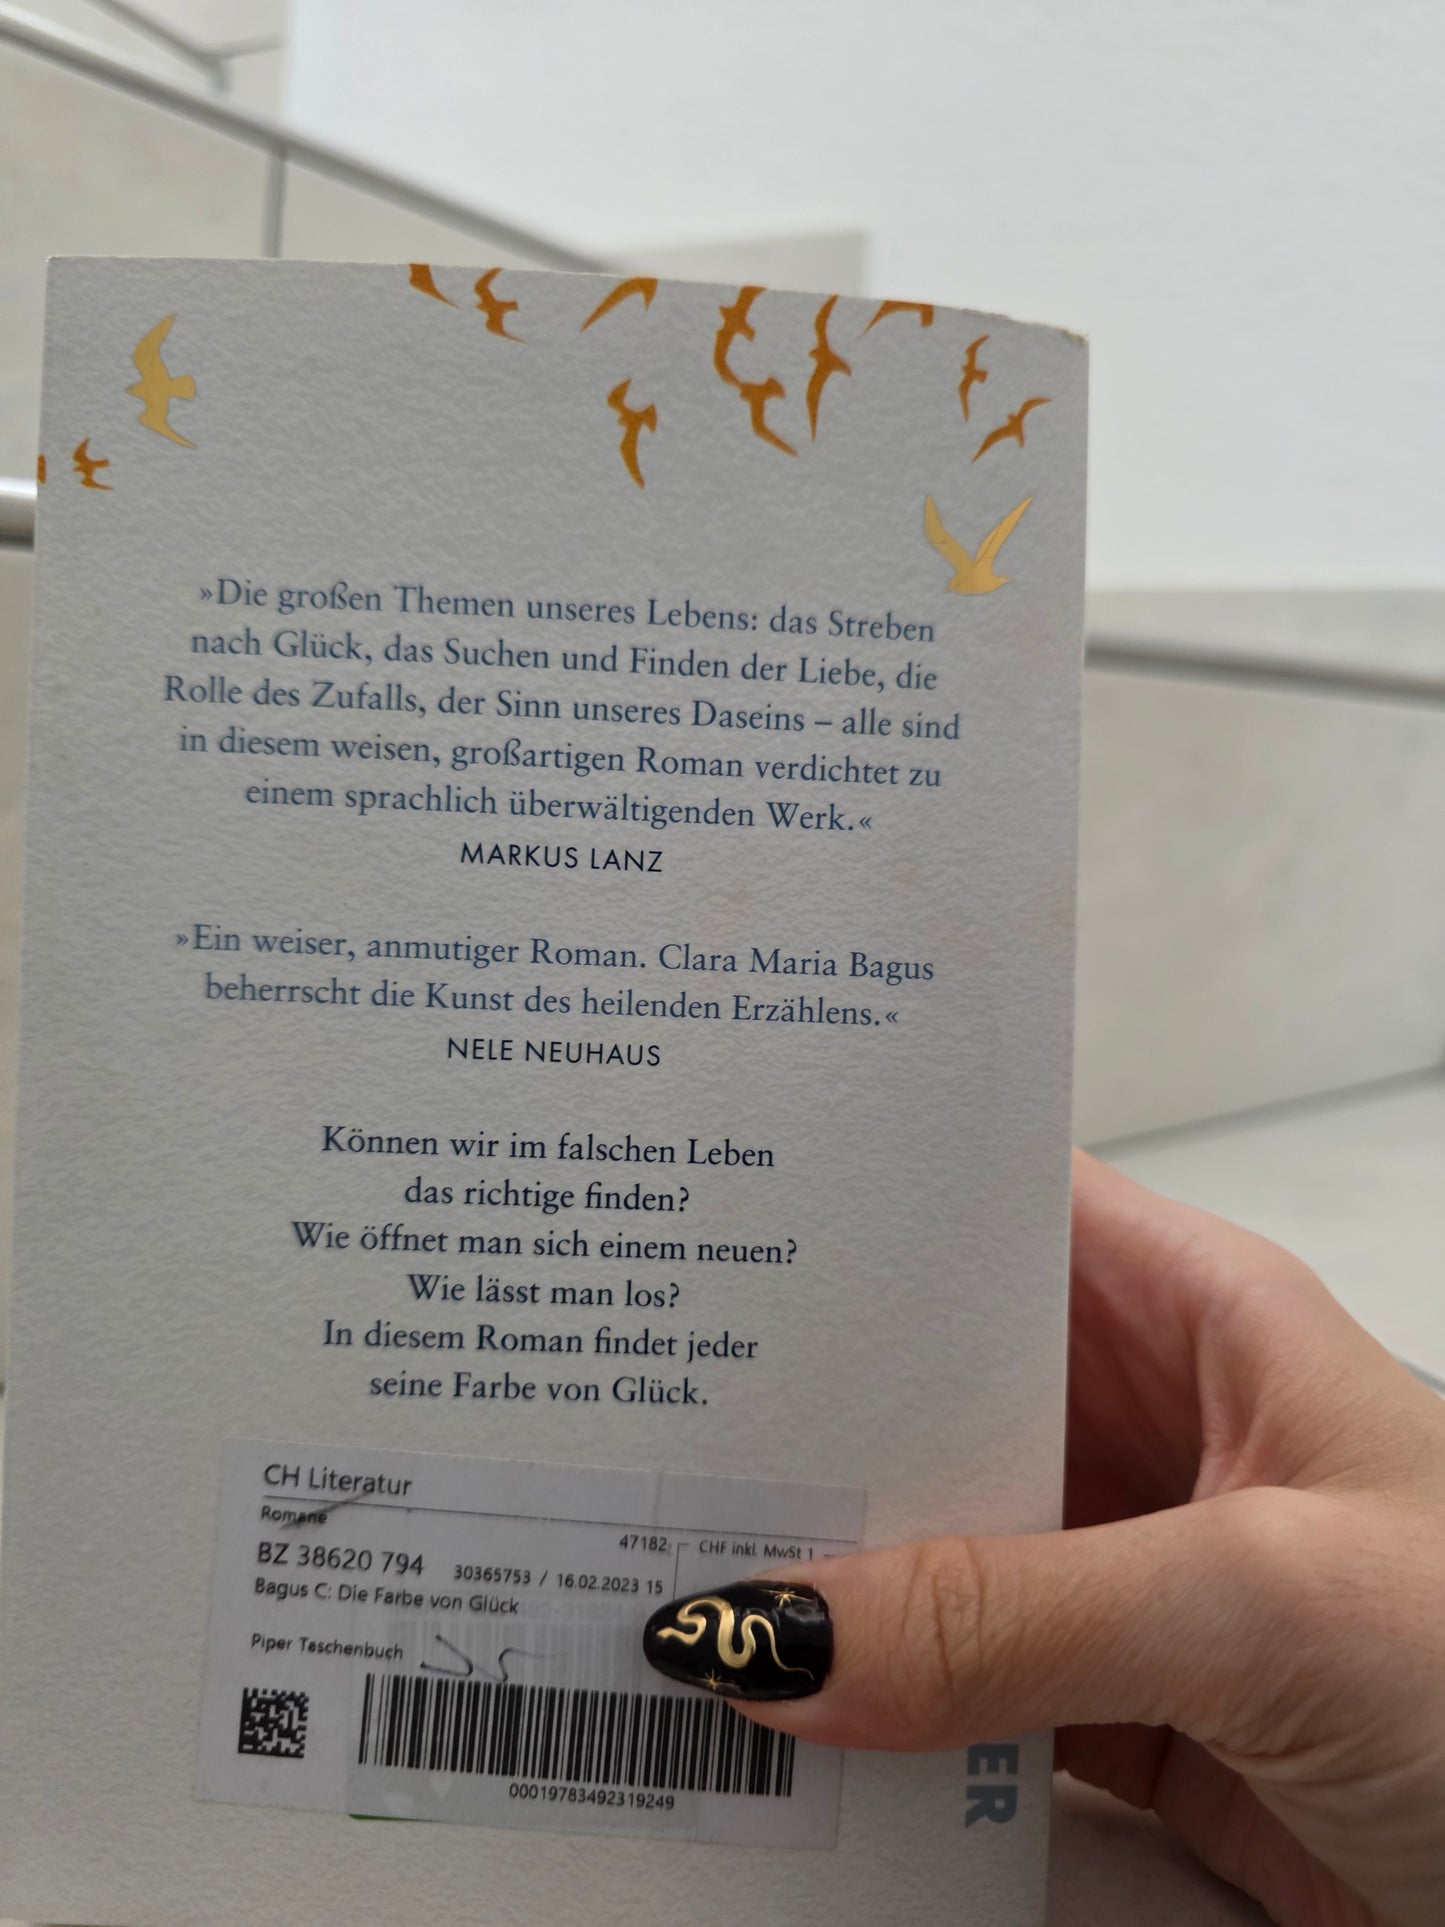 »Die großen Themen unseres Lebens: das Streben
nach Glück, das Suchen und Finden der Liebe, die
Rolle des Zufalls, der Sinn unseres Daseins – alle sind
in diesem weisen, großartigen Roman verdichtet zu
einem sprachlich überwältigenden Werk.«
MARKUS LANZ
»Ein weiser, anmutiger Roman. Clara Maria Bagus
beherrscht die Kunst des heilenden Erzählens.«
NELE NEUHAUS
Können wir im falschen Leben
das richtige finden?
Wie öffnet man sich einem neuen?
Wie lässt man los?
In diesem Roman findet jeder
seine Farbe von Glück.
CH Literatur
Romane
47182 CHF inkl. MwSt 1
BZ 38620 794 30365753 / 16.02.2023 15
Bagus C: Die Farbe von Glück
Piper Taschenbuch
00019783492319249
ER